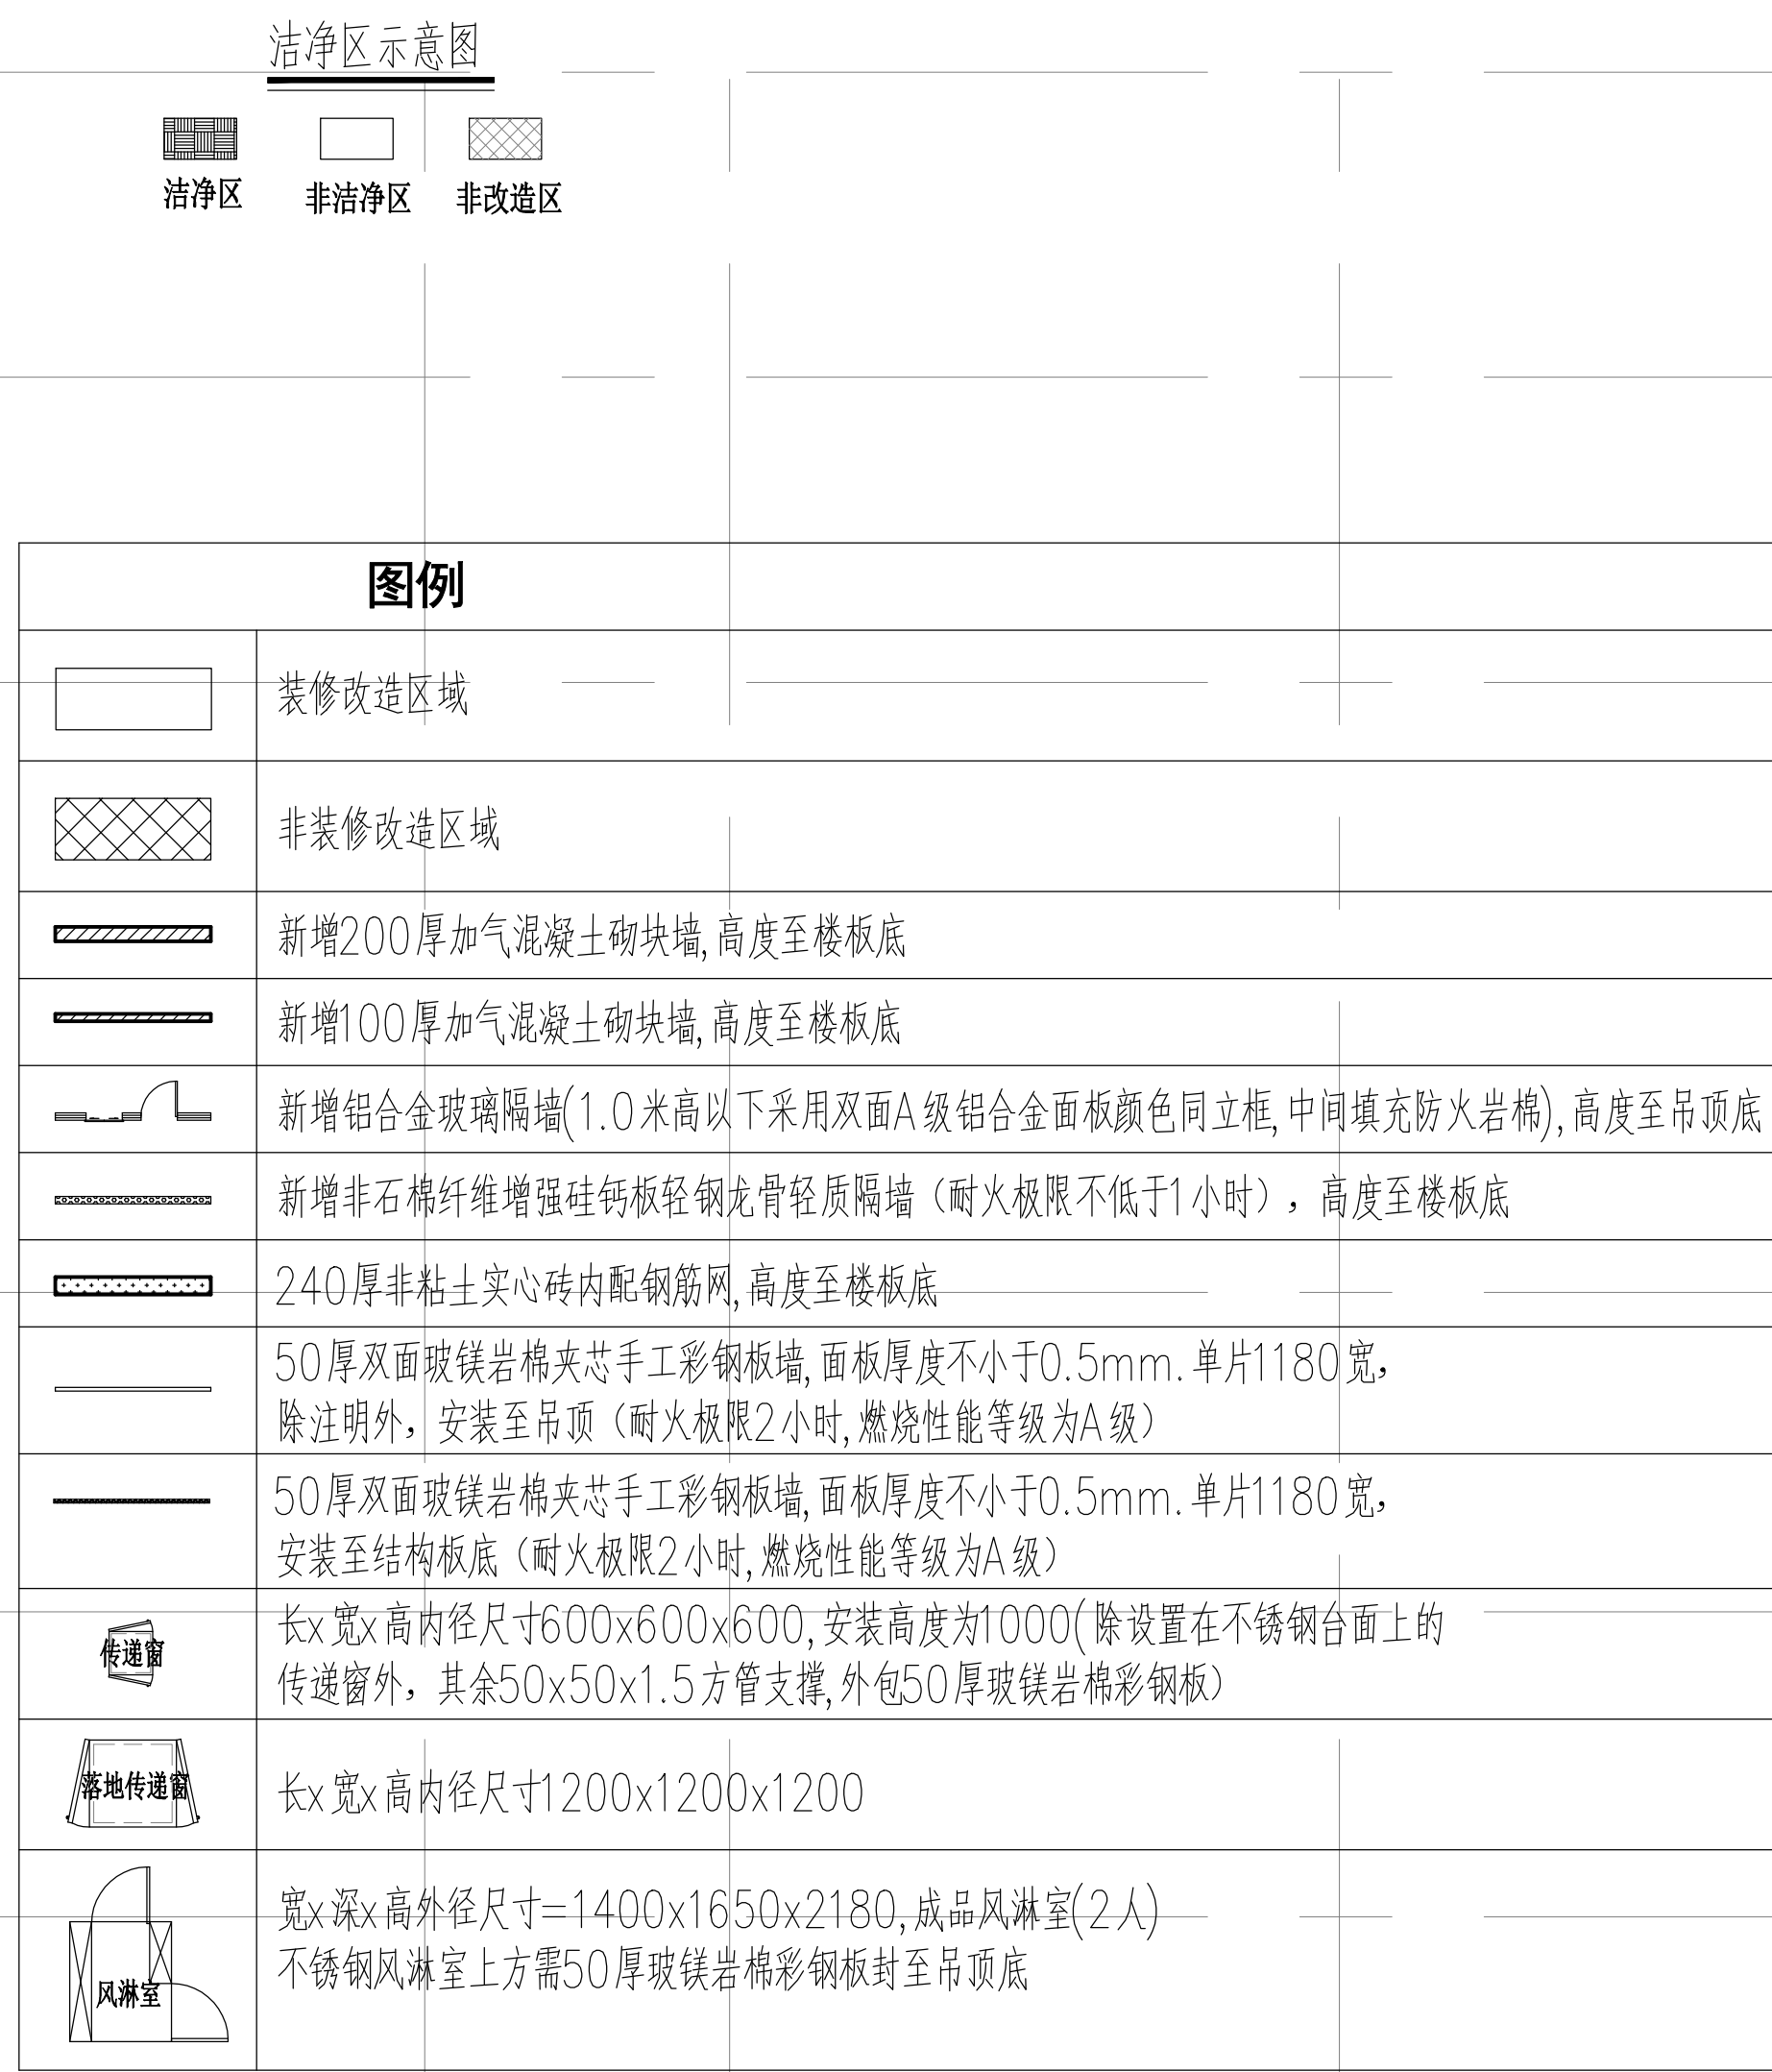 洁净区示意图
洁净区 非洁净区 非改造区
图例
装修改造区域
非装修改造区域
新增200厚加气混凝土砌块墙,高度至楼板底
新增100厚加气混凝土砌块墙,高度至楼板底
新增铝合金玻璃隔墙(1.0米高以下采用双面A级铝合金面板颜色同立框,中间填充防火岩棉),高度至吊顶底
新增非石棉纤维增强硅钙板轻钢龙骨轻质隔墙（耐火极限不低于1小时），高度至楼板底
240厚非粘土实心砖内配钢筋网,高度至楼板底
50厚双面玻镁岩棉夹芯手工彩钢板墙,面板厚度不小于0.5mm.单片1180宽，
除注明外，安装至吊顶（耐火极限2小时,燃烧性能等级为A级）
50厚双面玻镁岩棉夹芯手工彩钢板墙,面板厚度不小于0.5mm.单片1180宽，
安装至结构板底（耐火极限2小时,燃烧性能等级为A级）
传递窗
长x宽x高内径尺寸600x600x600,安装高度为1000(除设置在不锈钢台面上的
传递窗外，其余50x50x1.5方管支撑,外包50厚玻镁岩棉彩钢板）
落地传递窗
长x宽x高内径尺寸1200x1200x1200
风淋室
宽x深x高外径尺寸=1400x1650x2180,成品风淋室(2人)
不锈钢风淋室上方需50厚玻镁岩棉彩钢板封至吊顶底